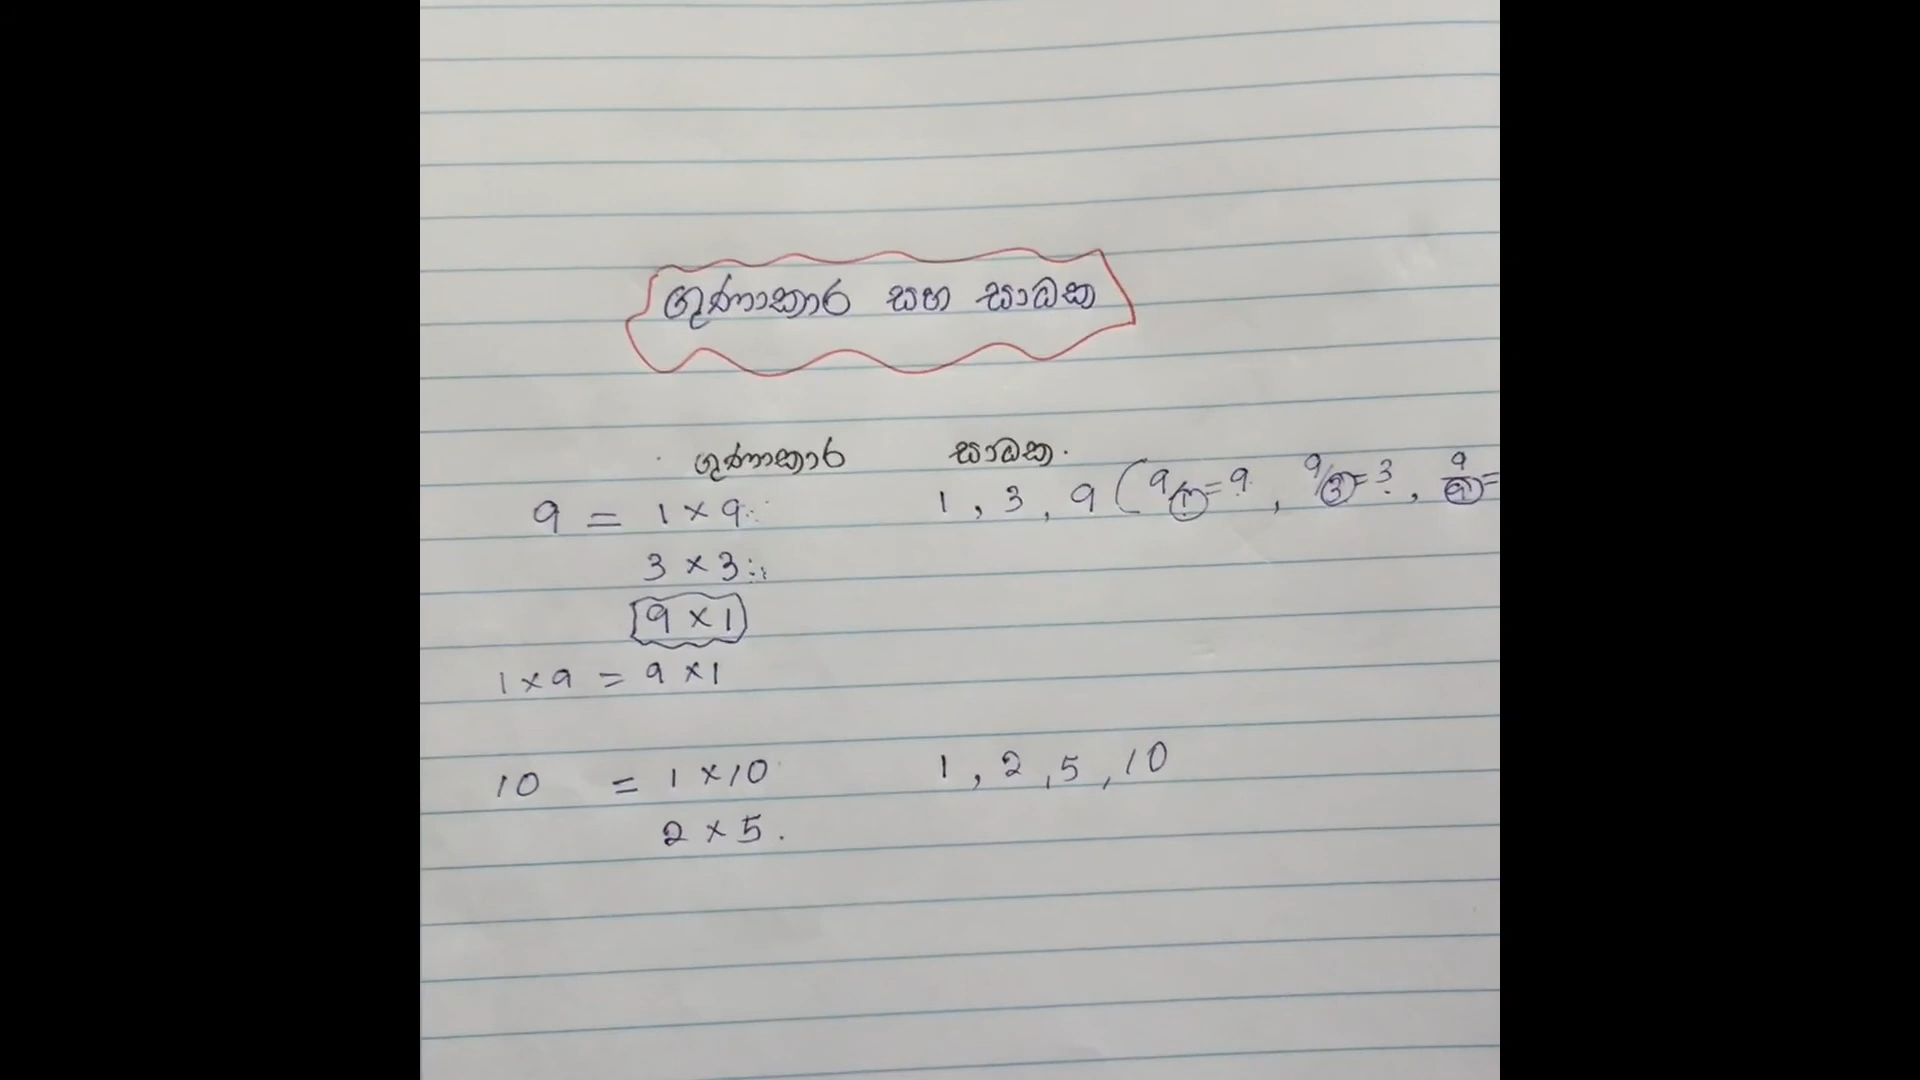 ගුණාකාර සහ සාධක
ගුණාකාර සාධක.
9 = 1 × 9 1 , 3 , 9 ( 9/1 = 9 , 9/3 = 3 , 9/9 =
3 × 3
9 × 1
1 × 9 = 9 × 1
10 = 1 × 10 1 , 2 , 5 , 10
2 × 5 .